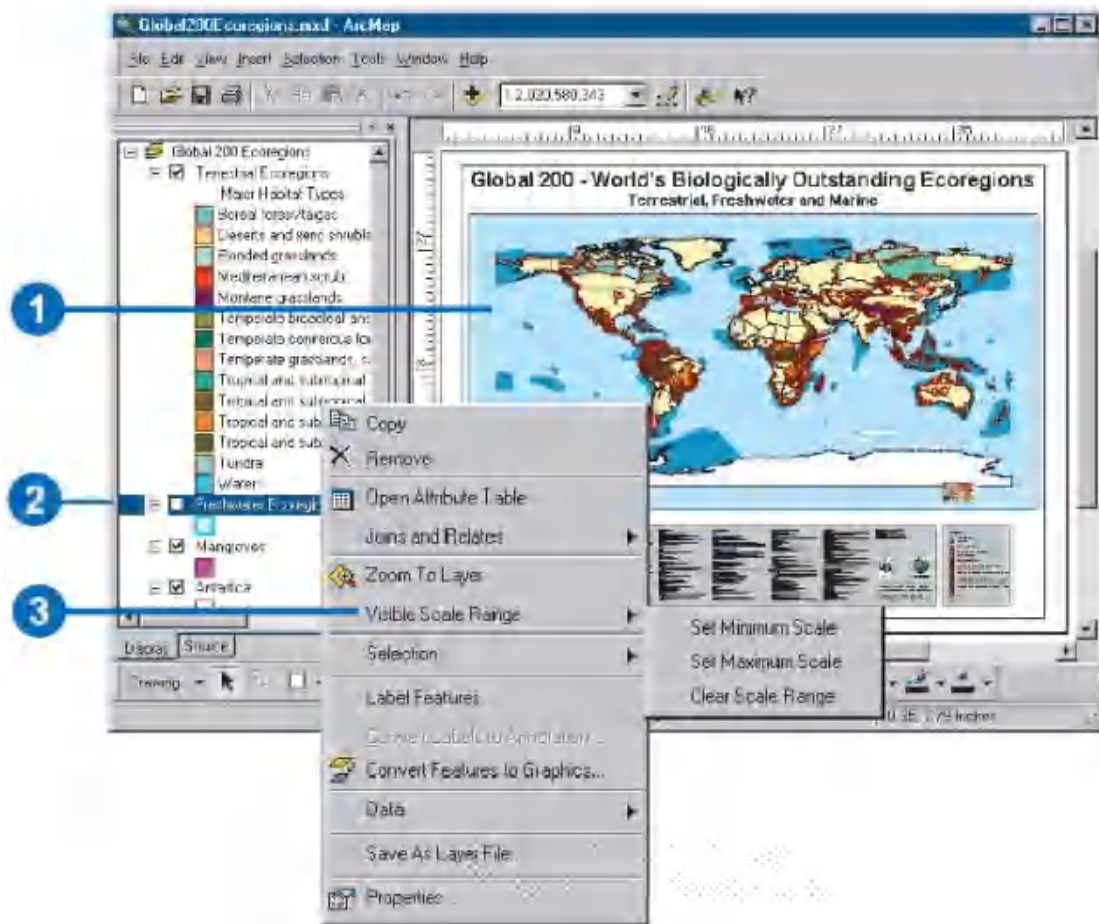 Global200Ecoregions.mxd - ArcMap
File Edit View Insert Selection Tools Window Help
1:2,020,580,343
Global 200 Ecoregions
Terrestrial Ecoregions
Major Habitat Types
Boreal forest/taigas
Deserts and xeric shrubla
Flooded grasslands
Mediterranean scrub
Montane grasslands
Temperate broadleaf and
Temperate coniferous for
Temperate grasslands, s
Tropical and subtropical
Tropical and subtropical
Tropical and sub
Tropical and sub
Tundra
Water
Freshwater Ecoregi
Mangroves
Antartica
Display Source
Drawing
Global 200 - World's Biologically Outstanding Ecoregions
Terrestrial, Freshwater and Marine
1
2
3
Copy
Remove
Open Attribute Table
Joins and Relates
Zoom To Layer
Visible Scale Range
Set Minimum Scale
Set Maximum Scale
Clear Scale Range
Selection
Label Features
Convert Labels to Annotation...
Convert Features to Graphics...
Data
Save As Layer File
Properties
Inches